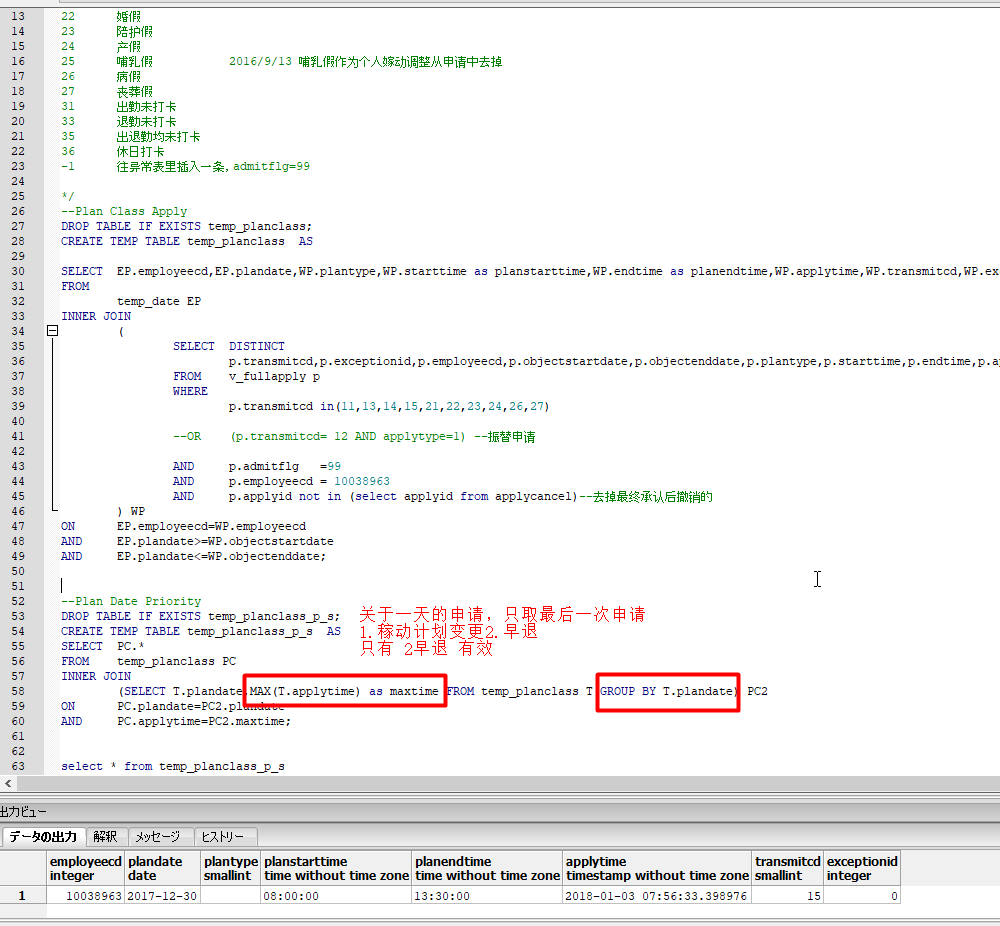 13 22 婚假
14 23 陪护假
15 24 产假
16 25 哺乳假 2016/9/13 哺乳假作为个人嫁动调整从申请中去掉
17 26 病假
18 27 丧葬假
19 31 出勤未打卡
20 33 退勤未打卡
21 35 出退勤均未打卡
22 36 休日打卡
23 -1 往异常表里插入一条，admitflg=99
24
25 */
26 --Plan Class Apply
27 DROP TABLE IF EXISTS temp_planclass;
28 CREATE TEMP TABLE temp_planclass AS
29
30 SELECT EP.employeecd,EP.plandate,WP.plantype,WP.starttime as planstarttime,WP.endtime as planendtime,WP.applytime,WP.transmitcd,WP.ex
31 FROM
32 temp_date EP
33 INNER JOIN
34 (
35 SELECT DISTINCT
36 p.transmitcd,p.exceptionid,p.employeecd,p.objectstartdate,p.objectenddate,p.plantype,p.starttime,p.endtime,p.a
37 FROM v_fullapply p
38 WHERE
39 p.transmitcd in(11,13,14,15,21,22,23,24,26,27)
40
41 --OR (p.transmitcd= 12 AND applytype=1) --振替申请
42
43 AND p.admitflg =99
44 AND p.employeecd = 10038963
45 AND p.applyid not in (select applyid from applycancel)--去掉最终承认后撤销的
46 ) WP
47 ON EP.employeecd=WP.employeecd
48 AND EP.plandate>=WP.objectstartdate
49 AND EP.plandate<=WP.objectenddate;
50
51
52 --Plan Date Priority
53 DROP TABLE IF EXISTS temp_planclass_p_s; 关于一天的申请，只取最后一次申请
54 CREATE TEMP TABLE temp_planclass_p_s AS 1.稼动计划变更2.早退
55 SELECT PC.* 只有 2早退 有效
56 FROM temp_planclass PC
57 INNER JOIN
58 (SELECT T.plandate,MAX(T.applytime) as maxtime FROM temp_planclass T GROUP BY T.plandate) PC2
59 ON PC.plandate=PC2.plandate
60 AND PC.applytime=PC2.maxtime;
61
62
63 select * from temp_planclass_p_s
出力ビュー
データの出力 解釈 メッセージ ヒストリー
employeecd plandate plantype planstarttime planendtime applytime transmitcd exceptionid
integer date smallint time without time zone time without time zone timestamp without time zone smallint integer
1 10038963 2017-12-30 08:00:00 13:30:00 2018-01-03 07:56:33.398976 15 0